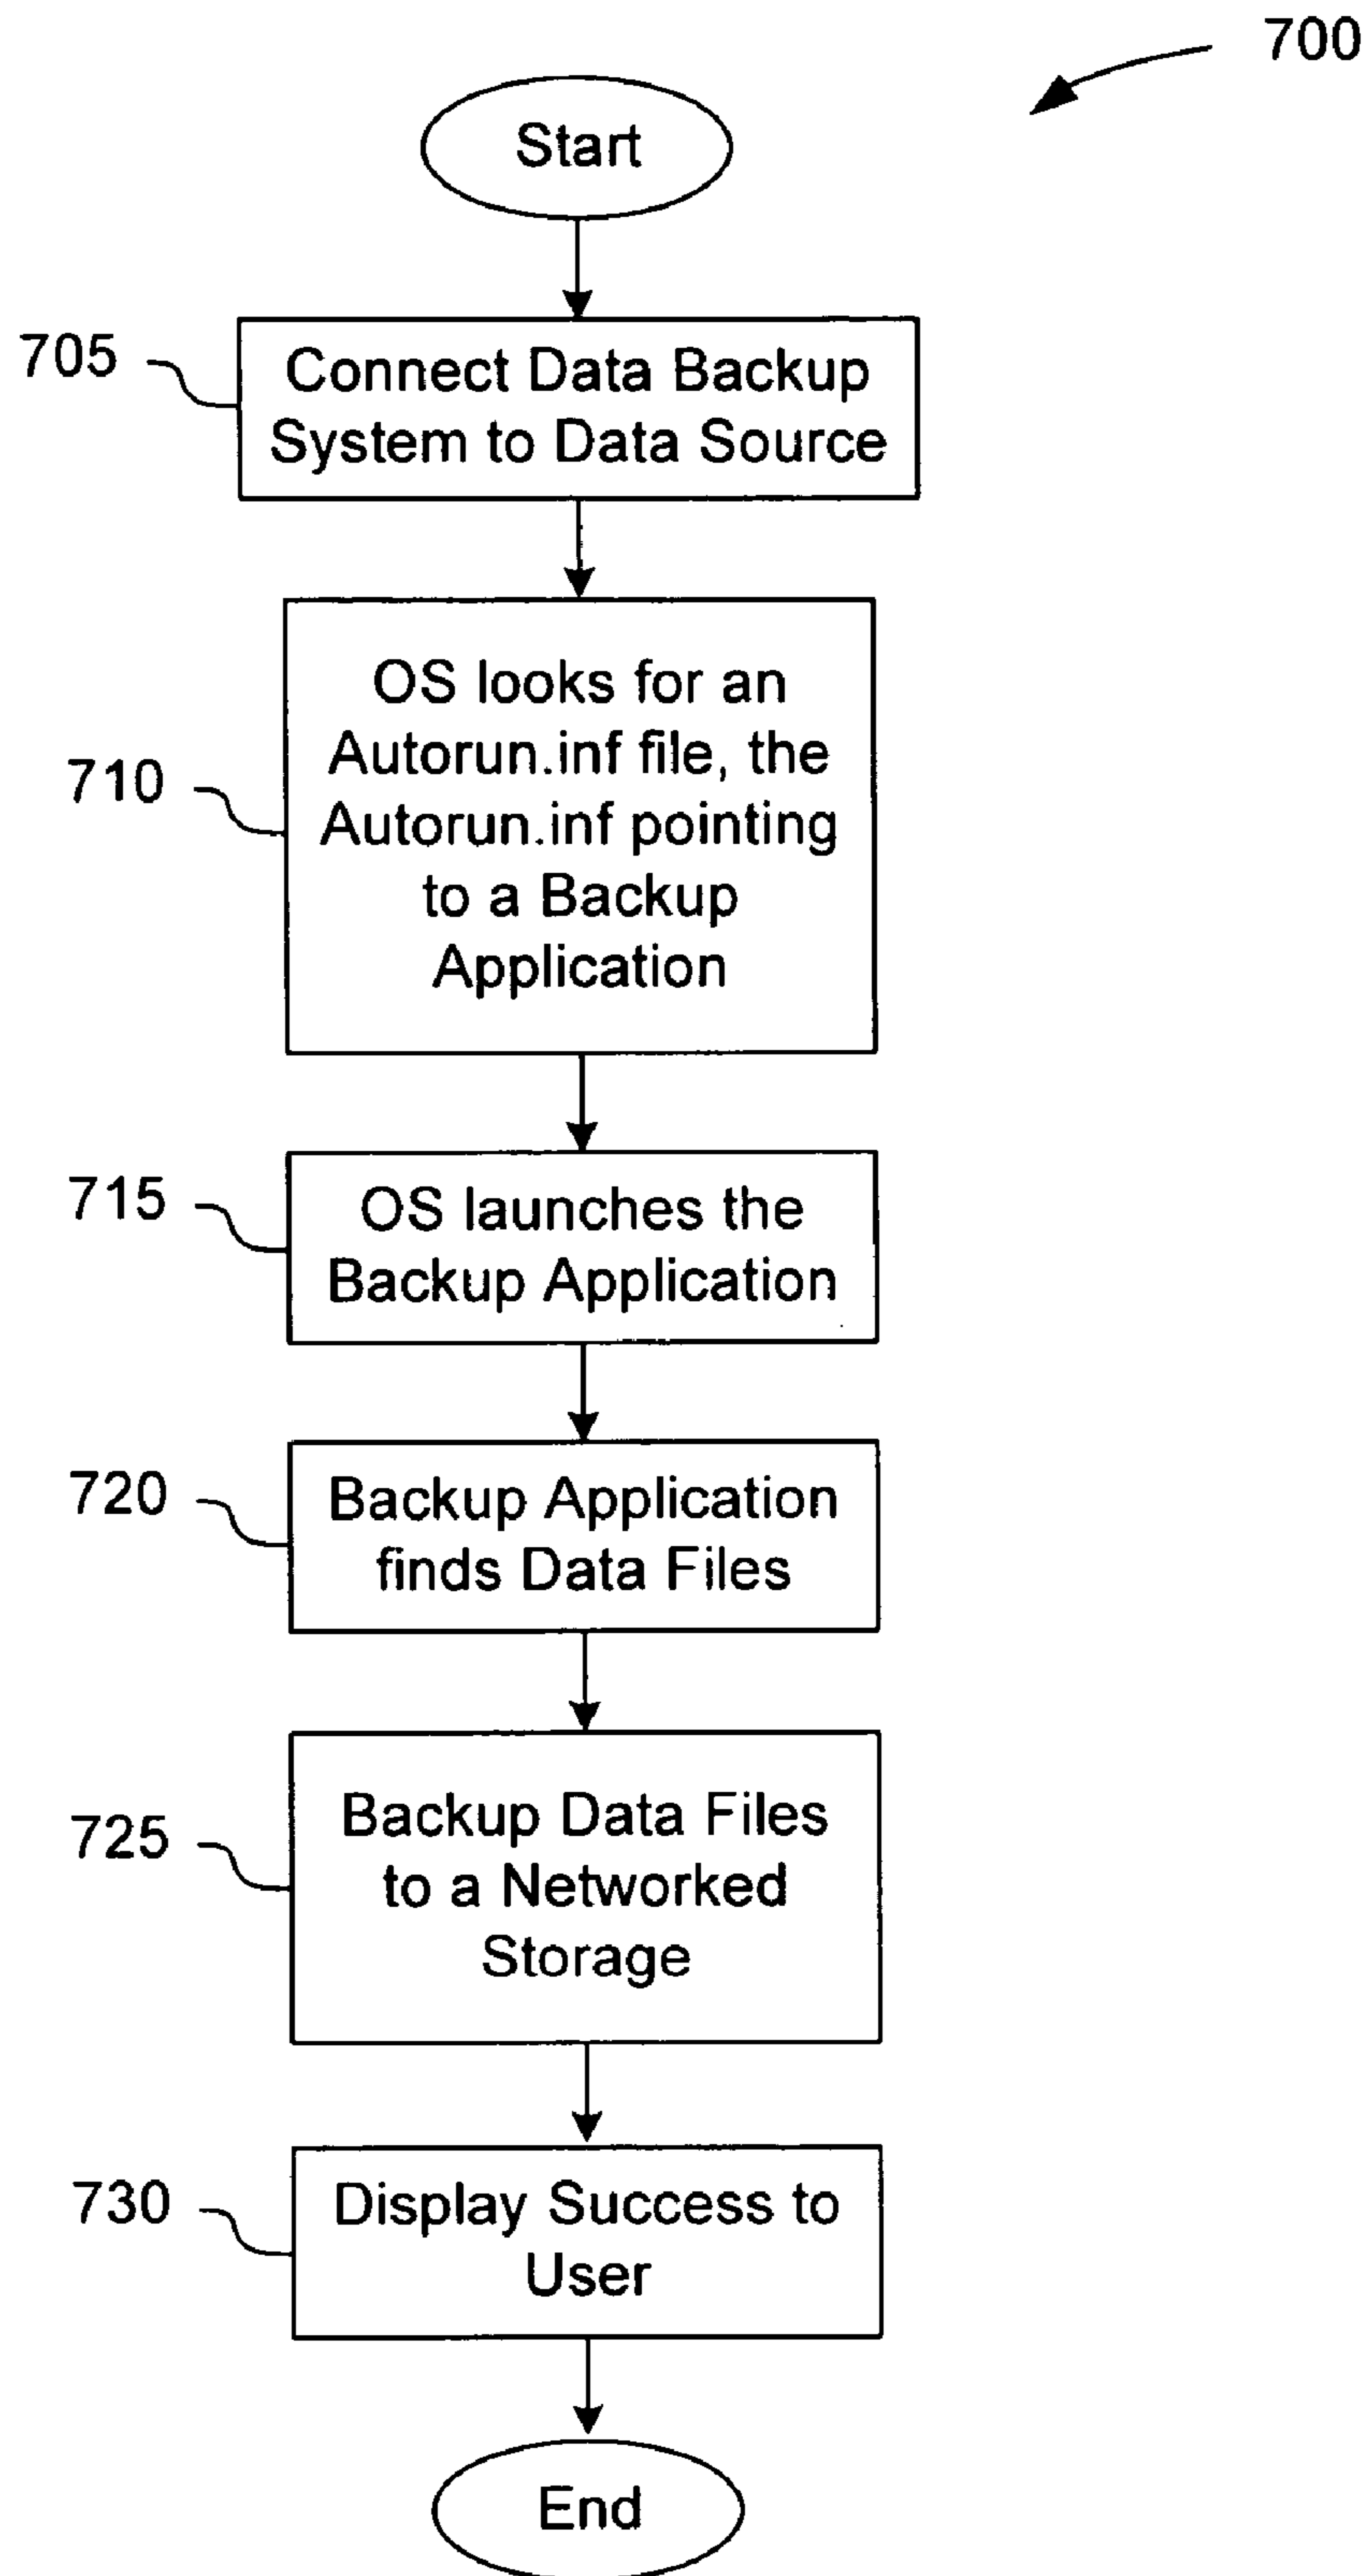 700
Start
705
Connect Data Backup
System to Data Source
710
OS looks for an
Autorun.inf file, the
Autorun.inf pointing
to a Backup
Application
715
OS launches the
Backup Application
720
Backup Application
finds Data Files
725
Backup Data Files
to a Networked
Storage
730
Display Success to
User
End